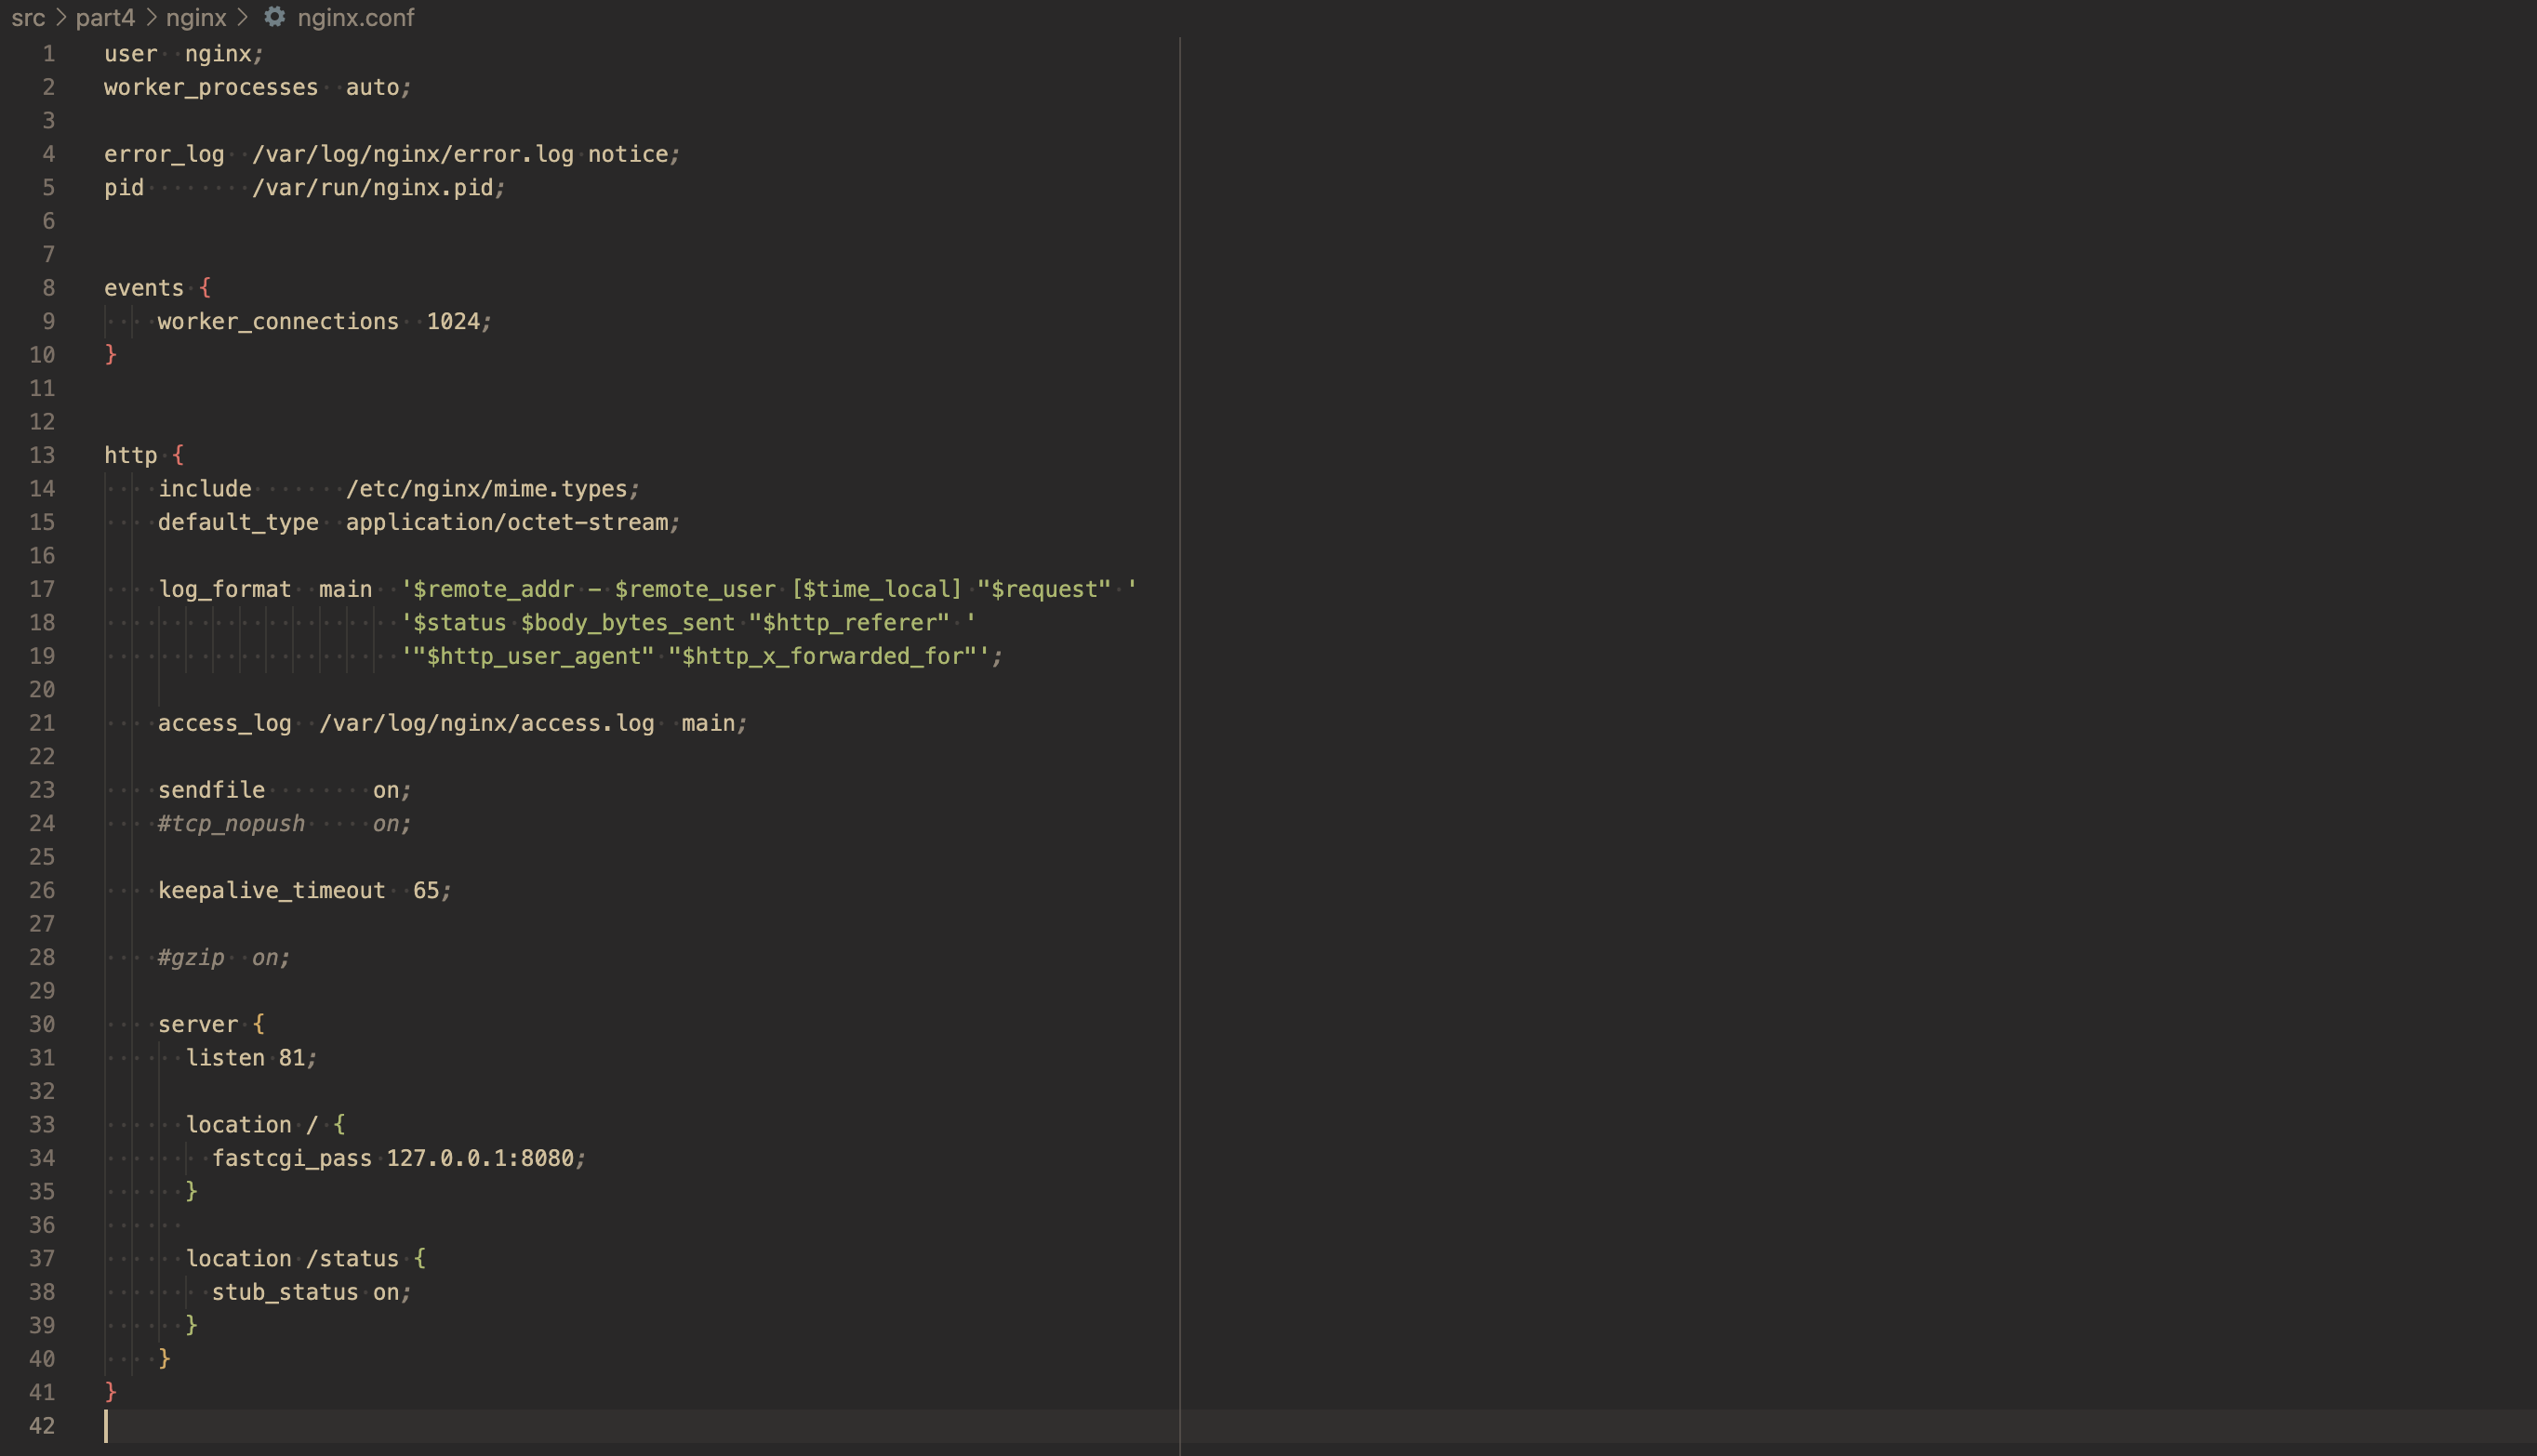 src > part4 > nginx > nginx.conf
1 user  nginx;
2 worker_processes  auto;
3
4 error_log  /var/log/nginx/error.log notice;
5 pid        /var/run/nginx.pid;
6
7
8 events {
9     worker_connections  1024;
10 }
11
12
13 http {
14     include       /etc/nginx/mime.types;
15     default_type  application/octet-stream;
16
17     log_format  main  '$remote_addr - $remote_user [$time_local] "$request" '
18                       '$status $body_bytes_sent "$http_referer" '
19                       '"$http_user_agent" "$http_x_forwarded_for"';
20
21     access_log  /var/log/nginx/access.log  main;
22
23     sendfile        on;
24     #tcp_nopush     on;
25
26     keepalive_timeout  65;
27
28     #gzip  on;
29
30     server {
31       listen 81;
32
33       location / {
34         fastcgi_pass 127.0.0.1:8080;
35       }
36
37       location /status {
38         stub_status on;
39       }
40     }
41 }
42